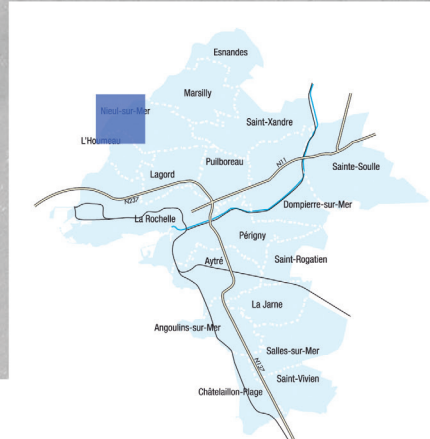 Esnandes
Marsilly
Nieul-sur-Mer
Saint-Xandre
L'Houmeau
Puilboreau
N11
Sainte-Soulle
Lagord
N237
Dompierre-sur-Mer
La Rochelle
Périgny
Aytré
Saint-Rogatien
La Jarne
Angoulins-sur-Mer
Salles-sur-Mer
N137
Saint-Vivien
Châtelaillon-Plage